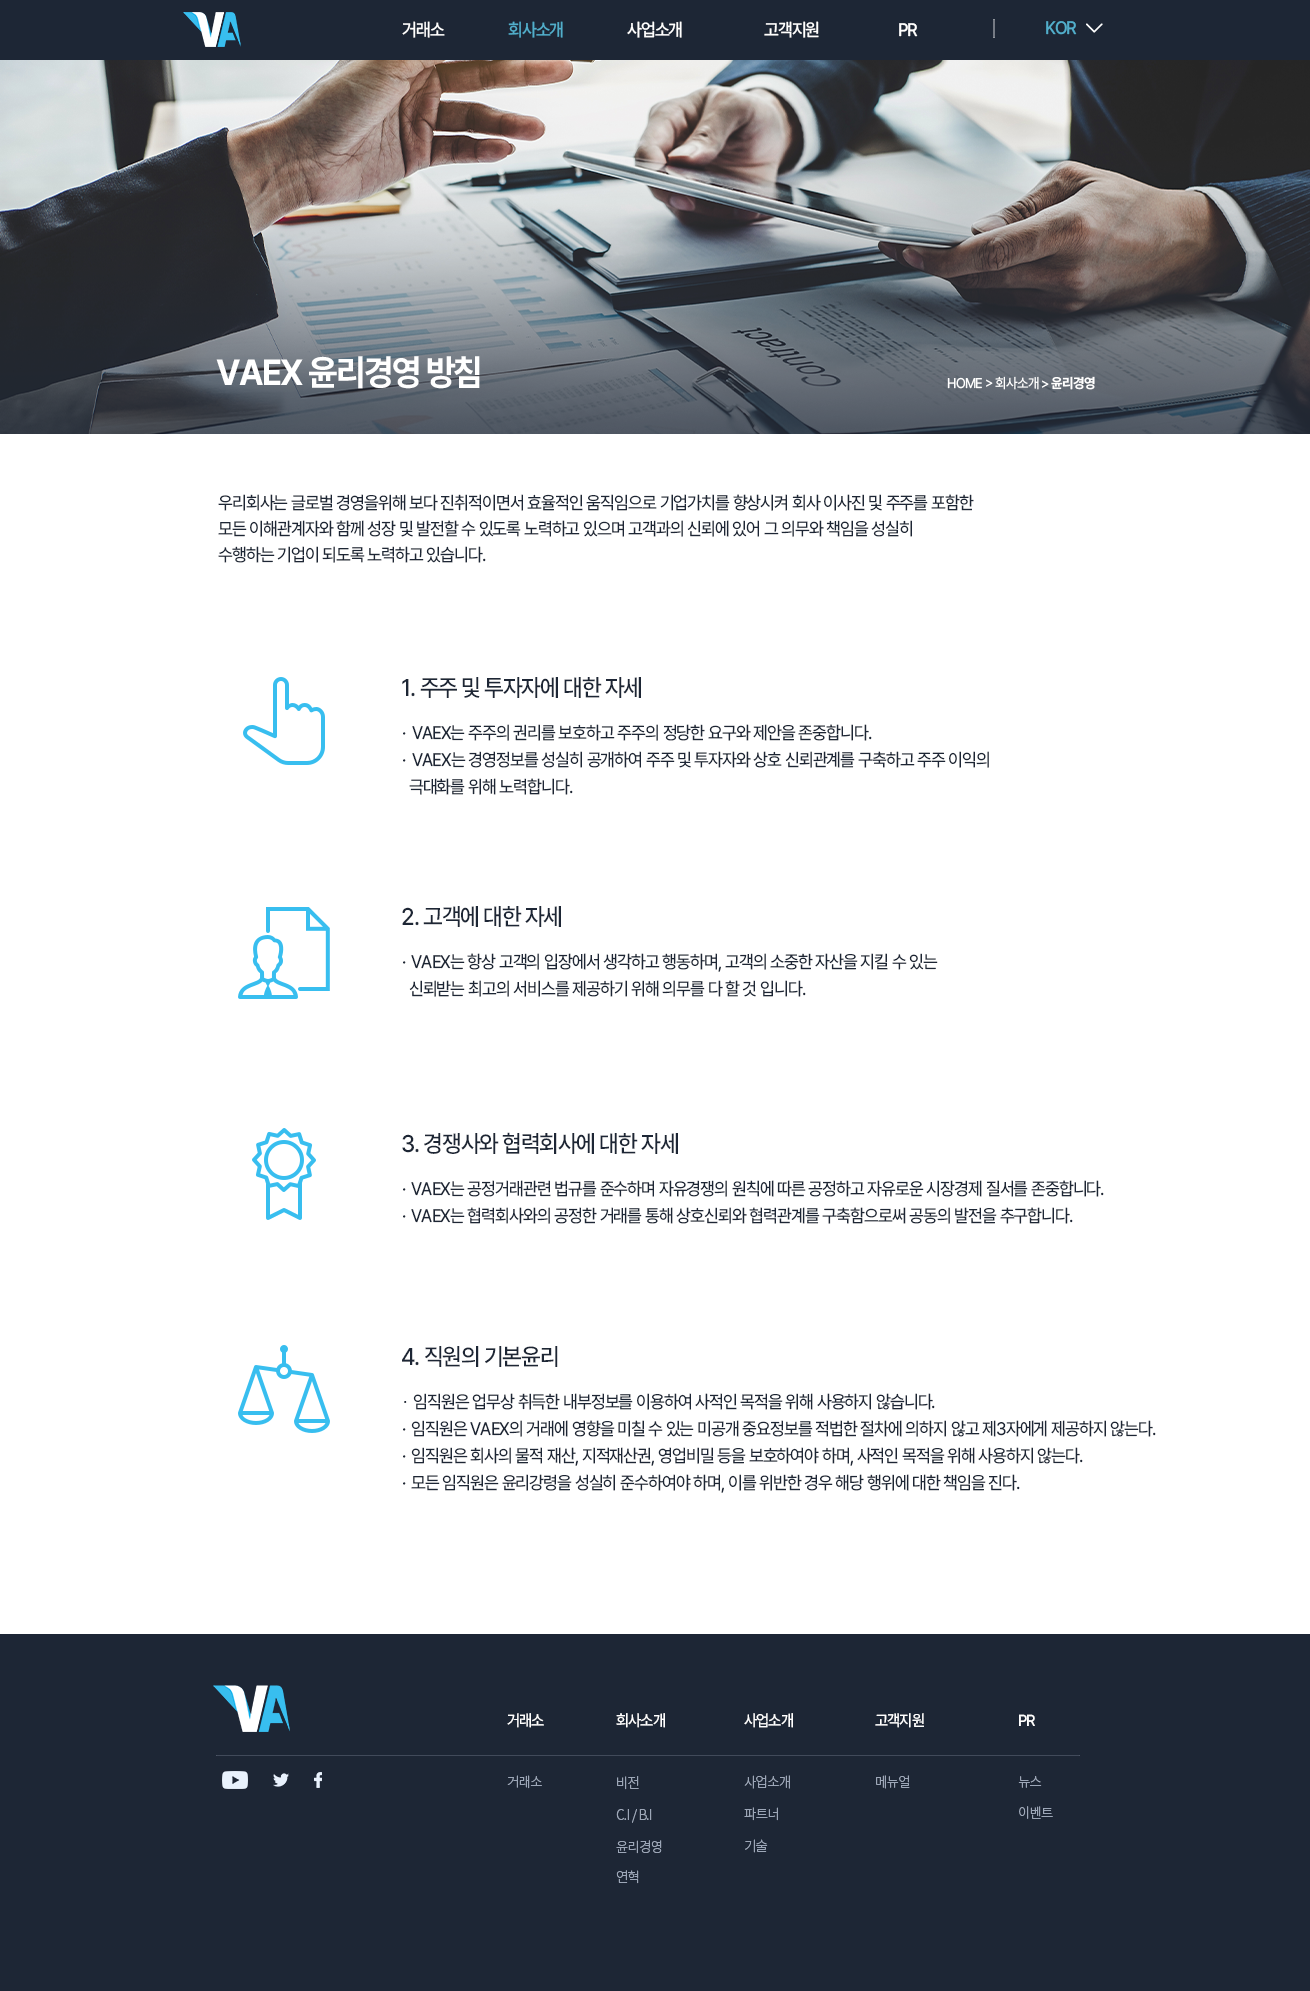 VA
거래소
회사소개
사업소개
고객지원
PR
KOR
Contract
VAEX 윤리경영 방침
HOME > 회사소개 > 윤리경영
우리회사는 글로벌 경영을위해 보다 진취적이면서 효율적인 움직임으로 기업가치를 향상시켜 회사 이사진 및 주주를 포함한
모든 이해관계자와 함께 성장 및 발전할 수 있도록 노력하고 있으며 고객과의 신뢰에 있어 그 의무와 책임을 성실히
수행하는 기업이 되도록 노력하고 있습니다.
1. 주주 및 투자자에 대한 자세
· VAEX는 주주의 권리를 보호하고 주주의 정당한 요구와 제안을 존중합니다.
· VAEX는 경영정보를 성실히 공개하여 주주 및 투자자와 상호 신뢰관계를 구축하고 주주 이익의
극대화를 위해 노력합니다.
2. 고객에 대한 자세
· VAEX는 항상 고객의 입장에서 생각하고 행동하며, 고객의 소중한 자산을 지킬 수 있는
신뢰받는 최고의 서비스를 제공하기 위해 의무를 다 할 것 입니다.
3. 경쟁사와 협력회사에 대한 자세
· VAEX는 공정거래관련 법규를 준수하며 자유경쟁의 원칙에 따른 공정하고 자유로운 시장경제 질서를 존중합니다.
· VAEX는 협력회사와의 공정한 거래를 통해 상호신뢰와 협력관계를 구축함으로써 공동의 발전을 추구합니다.
4. 직원의 기본윤리
· 임직원은 업무상 취득한 내부정보를 이용하여 사적인 목적을 위해 사용하지 않습니다.
· 임직원은 VAEX의 거래에 영향을 미칠 수 있는 미공개 중요정보를 적법한 절차에 의하지 않고 제3자에게 제공하지 않는다.
· 임직원은 회사의 물적 재산, 지적재산권, 영업비밀 등을 보호하여야 하며, 사적인 목적을 위해 사용하지 않는다.
· 모든 임직원은 윤리강령을 성실히 준수하여야 하며, 이를 위반한 경우 해당 행위에 대한 책임을 진다.
VA
거래소
회사소개
사업소개
고객지원
PR
거래소
비전
사업소개
메뉴얼
뉴스
C.I / B.I
파트너
이벤트
윤리경영
기술
연혁